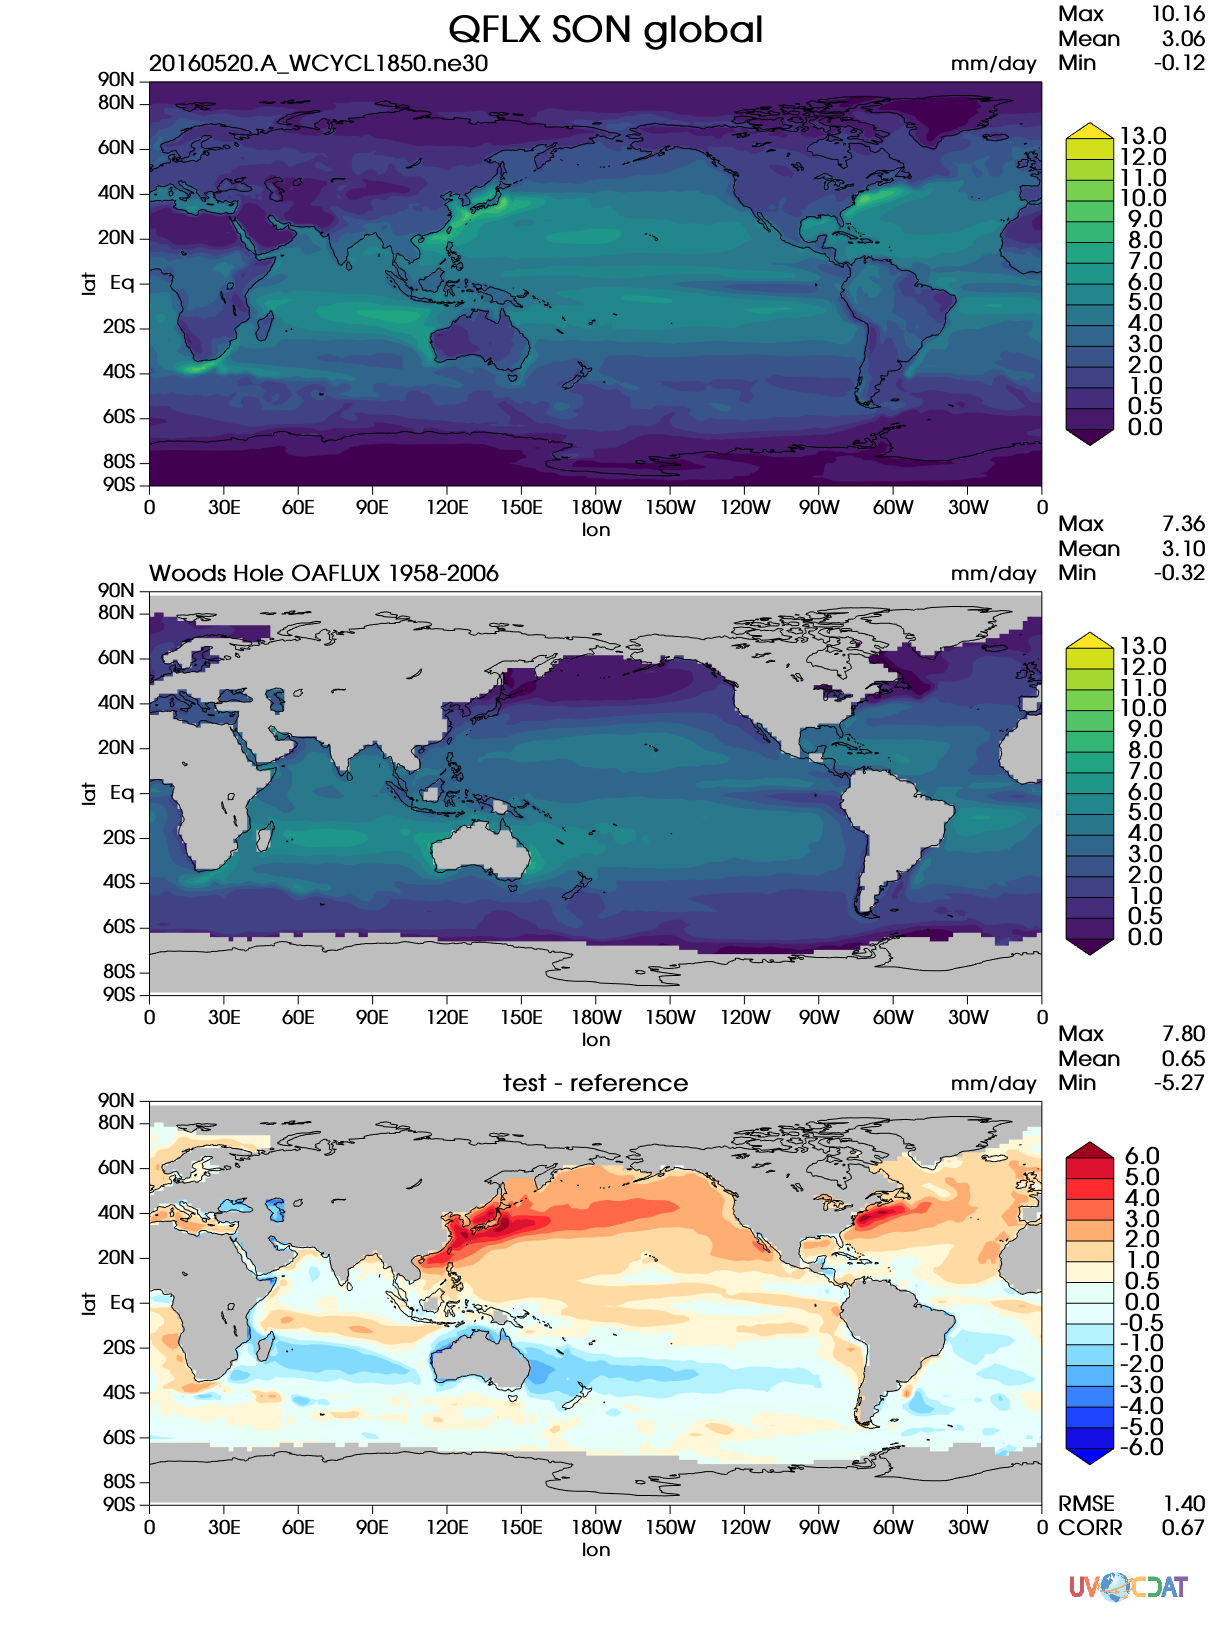 QFLX SON global
Max 10.16
Mean 3.06
Min -0.12
20160520.A_WCYCL1850.ne30 mm/day
90N
80N
60N
40N
20N
Eq
20S
40S
60S
80S
90S
lat
0 30E 60E 90E 120E 150E 180W 150W 120W 90W 60W 30W 0
lon
13.0
12.0
11.0
10.0
9.0
8.0
7.0
6.0
5.0
4.0
3.0
2.0
1.0
0.5
0.0
Max 7.36
Mean 3.10
Min -0.32
Woods Hole OAFLUX 1958-2006 mm/day
90N
80N
60N
40N
20N
Eq
20S
40S
60S
80S
90S
lat
0 30E 60E 90E 120E 150E 180W 150W 120W 90W 60W 30W 0
lon
13.0
12.0
11.0
10.0
9.0
8.0
7.0
6.0
5.0
4.0
3.0
2.0
1.0
0.5
0.0
Max 7.80
Mean 0.65
Min -5.27
test - reference mm/day
90N
80N
60N
40N
20N
Eq
20S
40S
60S
80S
90S
lat
0 30E 60E 90E 120E 150E 180W 150W 120W 90W 60W 30W 0
lon
6.0
5.0
4.0
3.0
2.0
1.0
0.5
0.0
-0.5
-1.0
-2.0
-3.0
-4.0
-5.0
-6.0
RMSE 1.40
CORR 0.67
UV CDAT